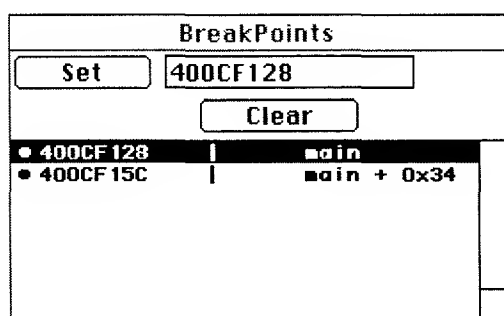 BreakPoints
Set 400CF128
Clear
400CF128 | main
400CF15C | main + 0x34